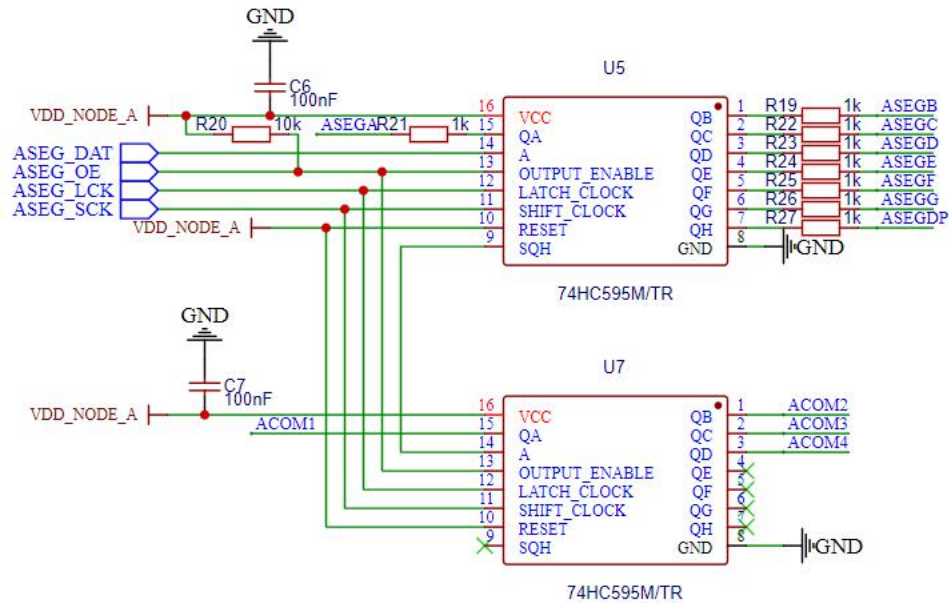 GND
C6
100nF
U5
VDD_NODE_A
R20 10k ASEGA R21 1k
ASEG_DAT
ASEG_OE
ASEG_LCK
ASEG_SCK
VDD_NODE_A
16 VCC
15 QA
14 A
13 OUTPUT_ENABLE
12 LATCH_CLOCK
11 SHIFT_CLOCK
10 RESET
9 SQH
QB 1 R19 1k ASEGB
QC 2 R22 1k ASEGC
QD 3 R23 1k ASEGD
QE 4 R24 1k ASEGE
QF 5 R25 1k ASEGF
QG 6 R26 1k ASEGG
QH 7 R27 1k ASEGDP
GND 8 GND
74HC595M/TR
GND
C7
100nF
U7
VDD_NODE_A
ACOM1
16 VCC
15 QA
14 A
13 OUTPUT_ENABLE
12 LATCH_CLOCK
11 SHIFT_CLOCK
10 RESET
9 SQH
QB 1 ACOM2
QC 2 ACOM3
QD 3 ACOM4
QE 4
QF 5
QG 6
QH 7
GND 8 GND
74HC595M/TR